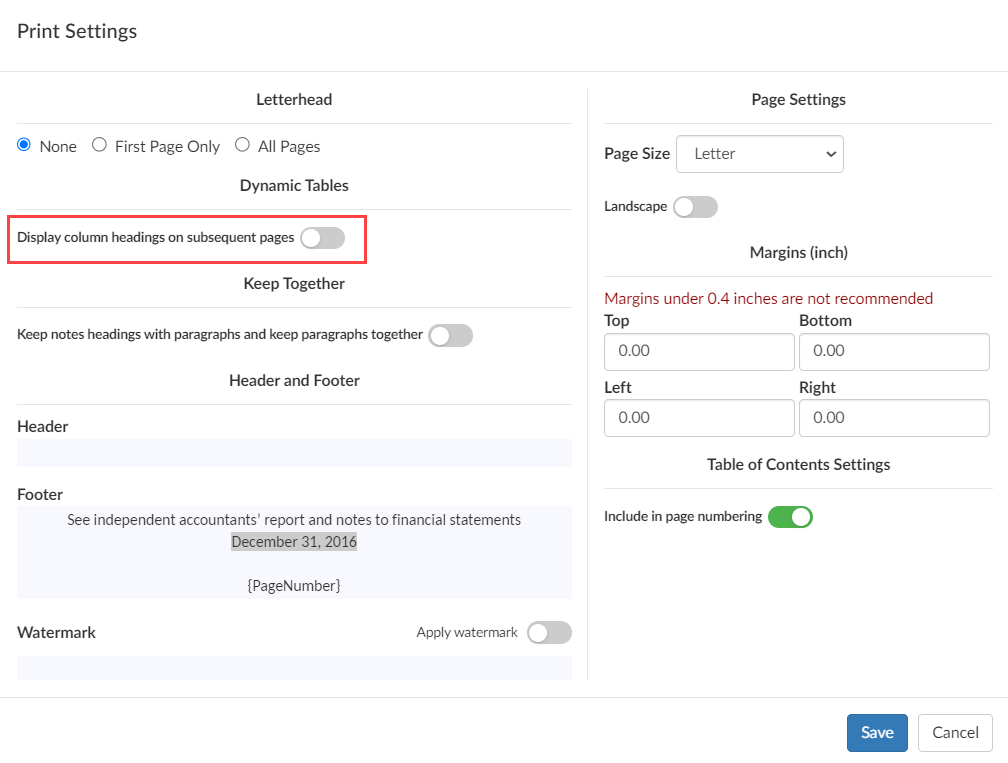 Print Settings
Letterhead
None First Page Only All Pages
Dynamic Tables
Display column headings on subsequent pages
Keep Together
Keep notes headings with paragraphs and keep paragraphs together
Header and Footer
Header
Footer
See independent accountants’ report and notes to financial statements
December 31, 2016
{PageNumber}
Watermark Apply watermark
Page Settings
Page Size Letter
Landscape
Margins (inch)
Margins under 0.4 inches are not recommended
Top Bottom
0.00 0.00
Left Right
0.00 0.00
Table of Contents Settings
Include in page numbering
Save Cancel